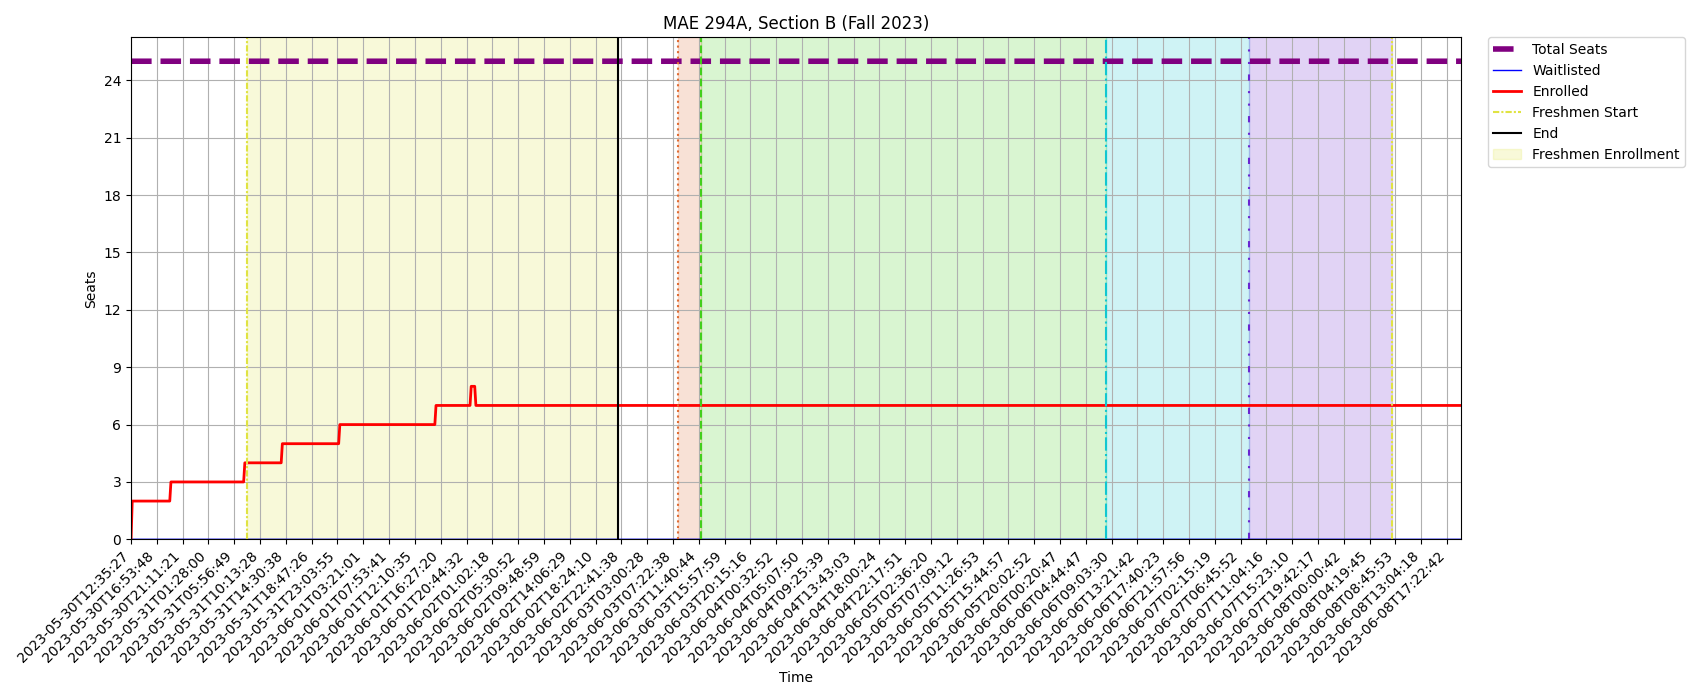 MAE 294A, Section B (Fall 2023)
Total Seats
Waitlisted
Enrolled
Freshmen Start
End
Freshmen Enrollment
Seats
24
21
18
15
12
9
6
3
0
2023-05-30T12:35:27
2023-05-30T16:53:48
2023-05-30T21:11:21
2023-05-31T01:28:00
2023-05-31T05:56:49
2023-05-31T10:13:28
2023-05-31T14:30:38
2023-05-31T18:47:26
2023-05-31T23:03:55
2023-06-01T03:21:01
2023-06-01T07:53:41
2023-06-01T12:10:35
2023-06-01T16:27:20
2023-06-01T20:44:32
2023-06-02T01:02:18
2023-06-02T05:30:52
2023-06-02T09:48:59
2023-06-02T14:06:29
2023-06-02T18:24:10
2023-06-02T22:41:38
2023-06-03T03:00:28
2023-06-03T07:22:38
2023-06-03T11:40:44
2023-06-03T15:57:59
2023-06-03T20:15:16
2023-06-04T00:32:52
2023-06-04T05:07:50
2023-06-04T09:25:39
2023-06-04T13:43:03
2023-06-04T18:00:24
2023-06-04T22:17:51
2023-06-05T02:36:20
2023-06-05T07:09:12
2023-06-05T11:26:53
2023-06-05T15:44:57
2023-06-05T20:02:52
2023-06-06T00:20:47
2023-06-06T04:44:47
2023-06-06T09:03:30
2023-06-06T13:21:42
2023-06-06T17:40:23
2023-06-06T21:57:56
2023-06-07T02:15:19
2023-06-07T06:45:52
2023-06-07T11:04:16
2023-06-07T15:23:10
2023-06-07T19:42:17
2023-06-08T00:00:42
2023-06-08T04:19:45
2023-06-08T08:45:53
2023-06-08T13:04:18
2023-06-08T17:22:42
Time